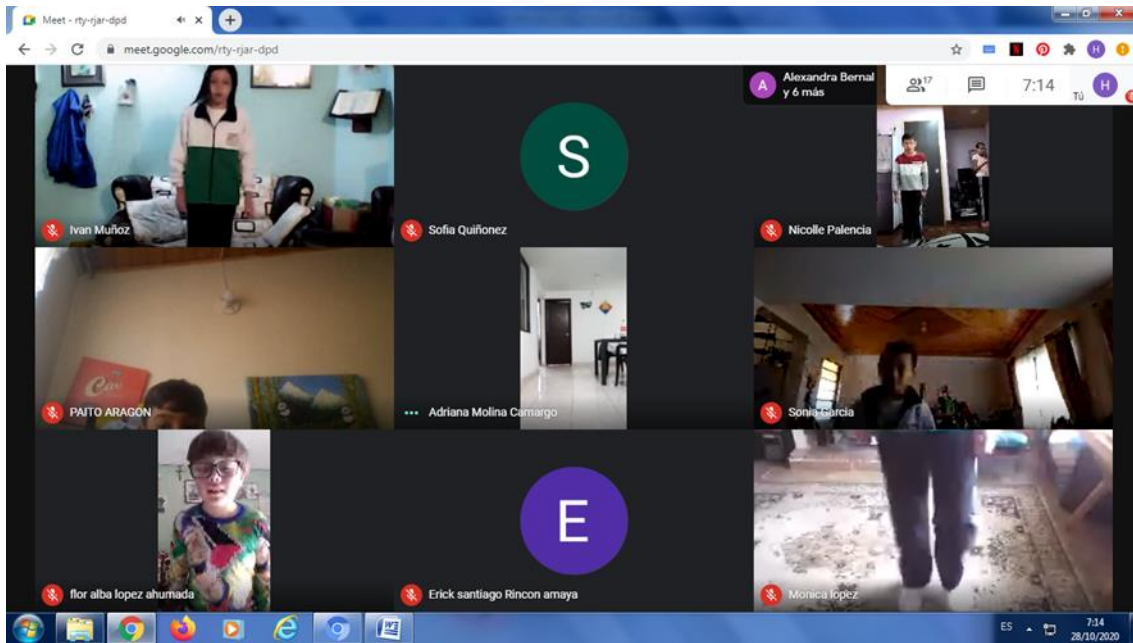 Meet - rty-rjar-dpd
meet.google.com/rty-rjar-dpd
H
A
Alexandra Bernal
y 6 más
17
7:14
Tú
H
Ivan Muñoz
S
Sofia Quiñonez
Nicolle Palencia
PAITO ARAGON
Adriana Molina Camargo
Sonia Garcia
flor alba lopez ahumada
E
Erick santiago Rincon amaya
Monica lopez
ES
7:14
28/10/2020